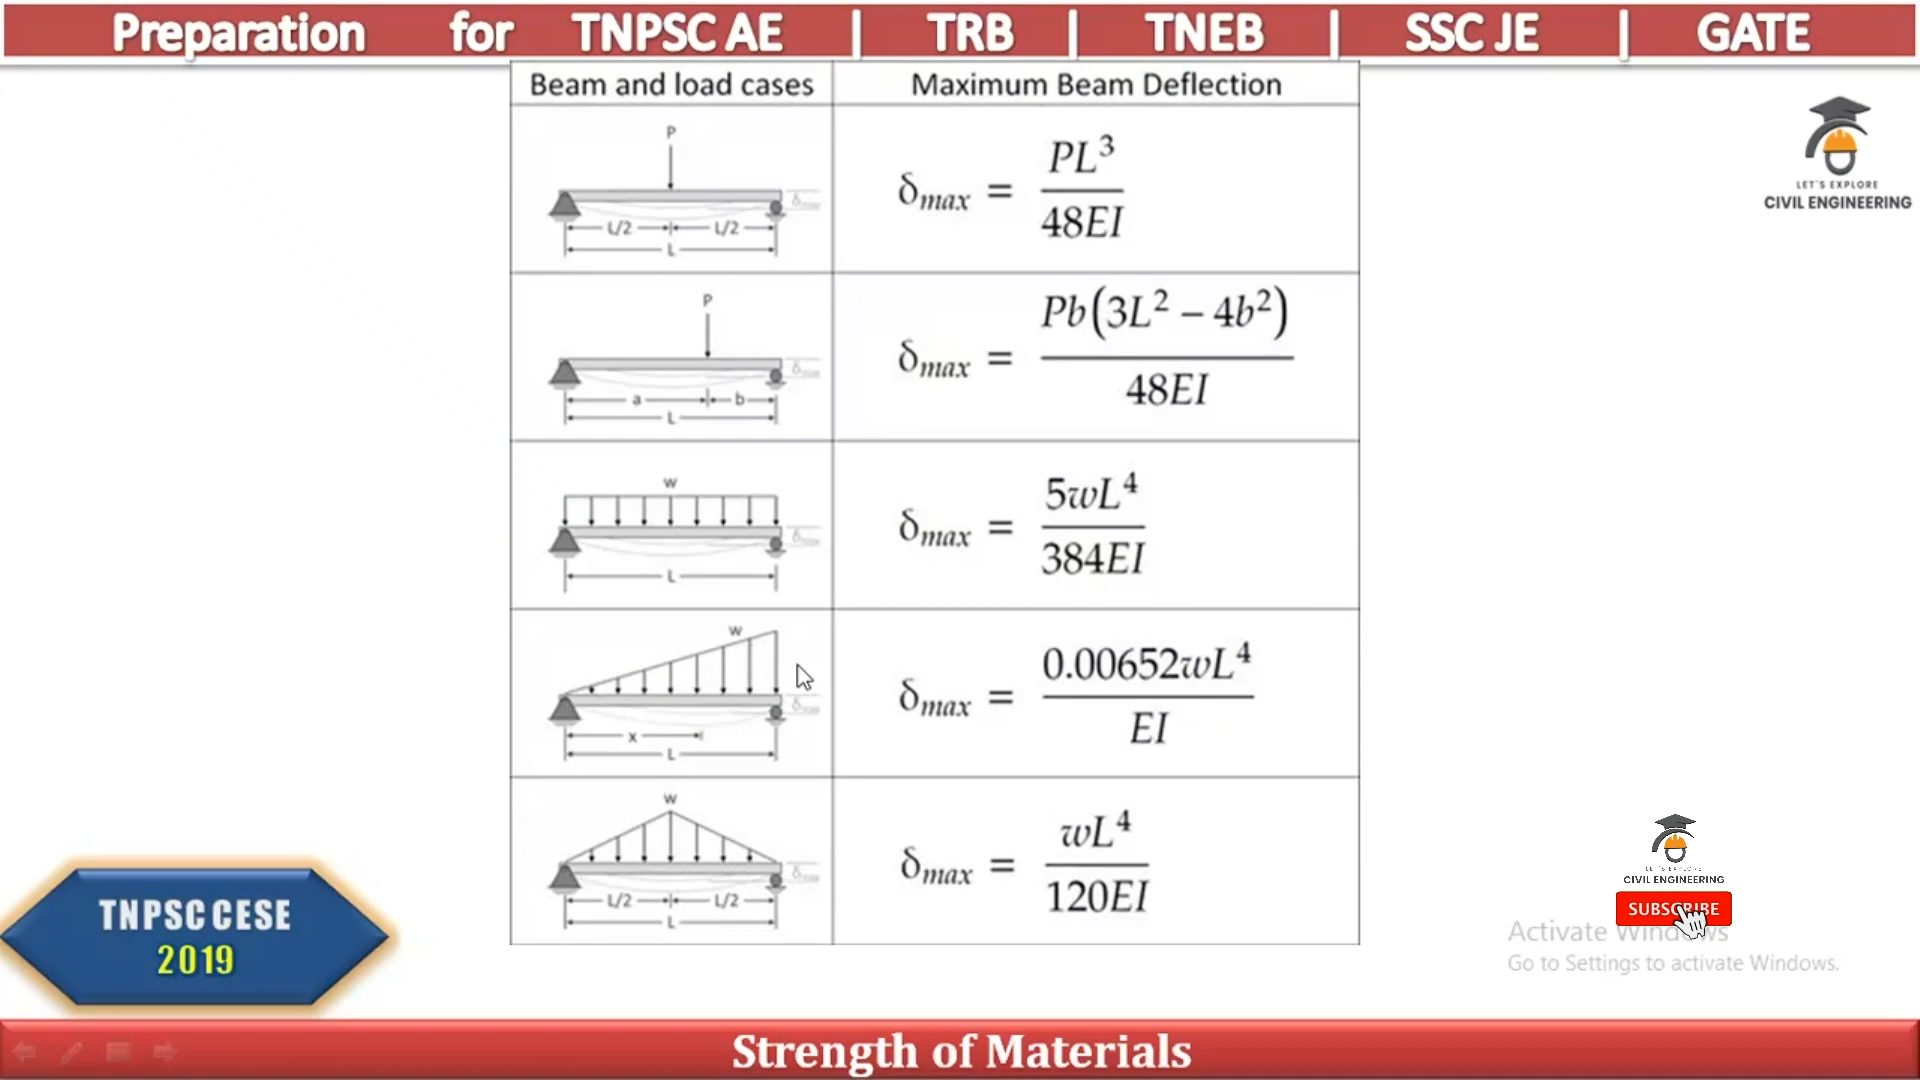 Preparation for TNPSC AE | TRB | TNEB | SSC JE | GATE
Beam and load cases
Maximum Beam Deflection
LET'S EXPLORE
CIVIL ENGINEERING
P
L/2 L/2
L
δmax = PL³ / 48EI
P
a b
L
δmax = Pb(3L² − 4b²) / 48EI
w
L
δmax = 5wL⁴ / 384EI
w
x
L
δmax = 0.00652wL⁴ / EI
w
L/2 L/2
L
δmax = wL⁴ / 120EI
TNPSC CESE
2019
CIVIL ENGINEERING
SUBSCRIBE
Activate Windows
Go to Settings to activate Windows.
Strength of Materials